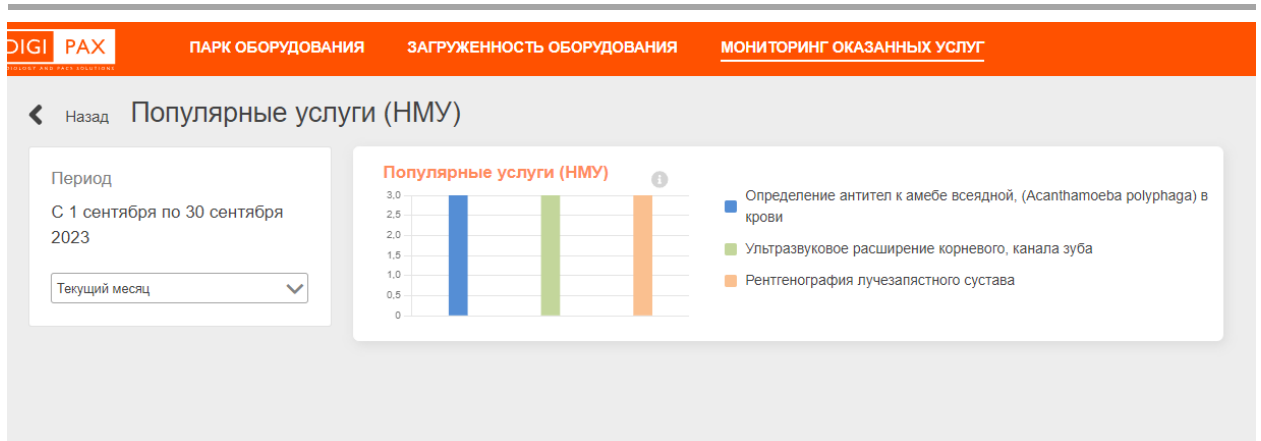 DIGI PAX
ПАРК ОБОРУДОВАНИЯ
ЗАГРУЖЕННОСТЬ ОБОРУДОВАНИЯ
МОНИТОРИНГ ОКАЗАННЫХ УСЛУГ
Назад Популярные услуги (НМУ)
Период
С 1 сентября по 30 сентября
2023
Текущий месяц
Популярные услуги (НМУ)
3,0
2,5
2,0
1,5
1,0
0,5
0
Определение антител к амебе всеядной, (Acanthamoeba polyphaga) в
крови
Ультразвуковое расширение корневого, канала зуба
Рентгенография лучезапястного сустава